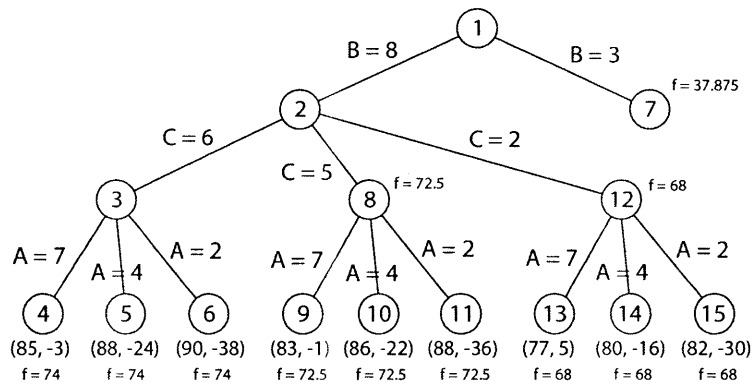 1
B = 8
B = 3
f = 37.875
2
7
C = 6
C = 5
C = 2
3
8
f = 72.5
12
f = 68
A = 7
A = 4
A = 2
A = 7
A = 4
A = 2
A = 7
A = 4
A = 2
4
5
6
9
10
11
13
14
15
(85, -3)
(88, -24)
(90, -38)
(83, -1)
(86, -22)
(88, -36)
(77, 5)
(80, -16)
(82, -30)
f = 74
f = 74
f = 74
f = 72.5
f = 72.5
f = 72.5
f = 68
f = 68
f = 68